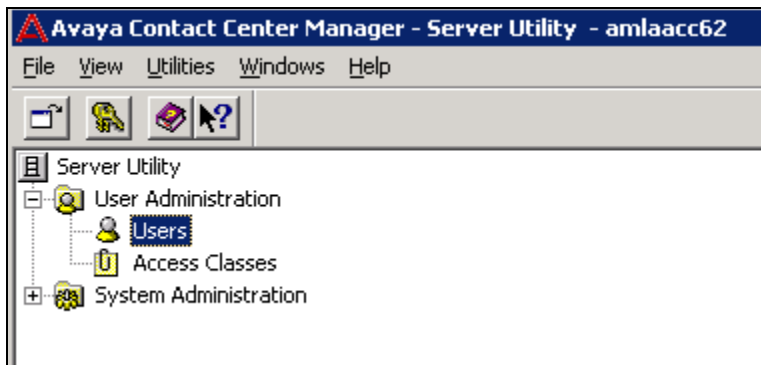 Avaya Contact Center Manager - Server Utility - amlaacc62
File View Utilities Windows Help
Server Utility
User Administration
Users
Access Classes
System Administration